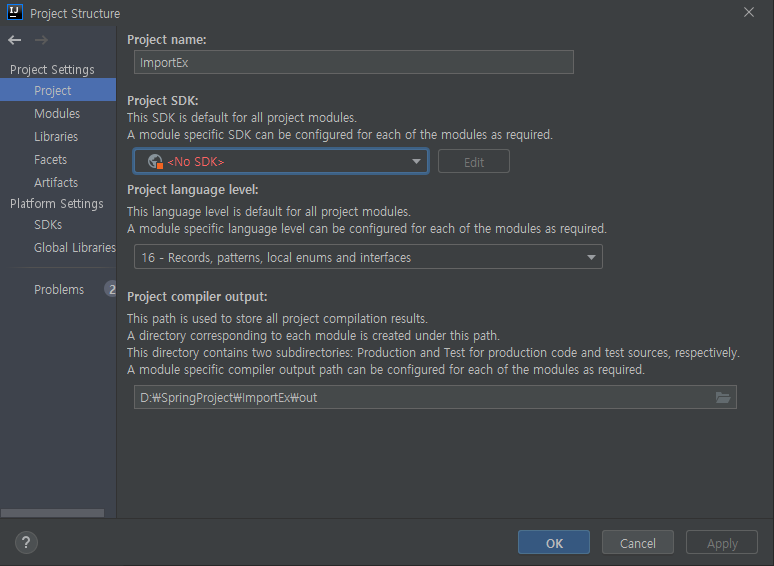 IJ
Project Structure
Project name:
ImportEx
Project Settings
Project
Modules
Libraries
Facets
Artifacts
Platform Settings
SDKs
Global Libraries
Problems
2
Project SDK:
This SDK is default for all project modules.
A module specific SDK can be configured for each of the modules as required.
<No SDK>
Edit
Project language level:
This language level is default for all project modules.
A module specific language level can be configured for each of the modules as required.
16 - Records, patterns, local enums and interfaces
Project compiler output:
This path is used to store all project compilation results.
A directory corresponding to each module is created under this path.
This directory contains two subdirectories: Production and Test for production code and test sources, respectively.
A module specific compiler output path can be configured for each of the modules as required.
D:₩SpringProject₩ImportEx₩out
?
OK
Cancel
Apply